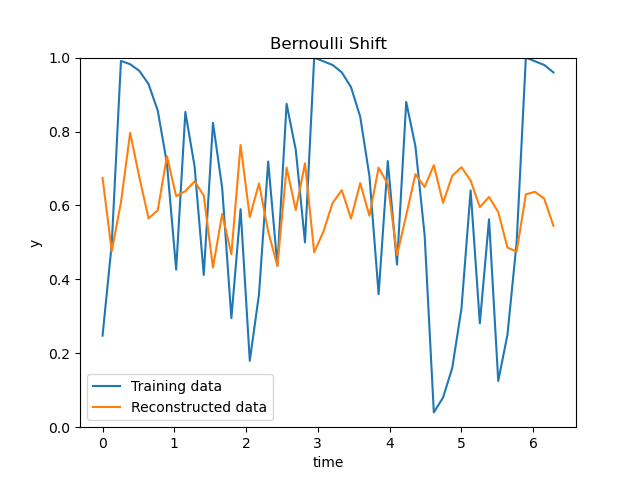 Bernoulli Shift
1.0
0.8
0.6
0.4
0.2
0.0
y
Training data
Reconstructed data
0 1 2 3 4 5 6
time